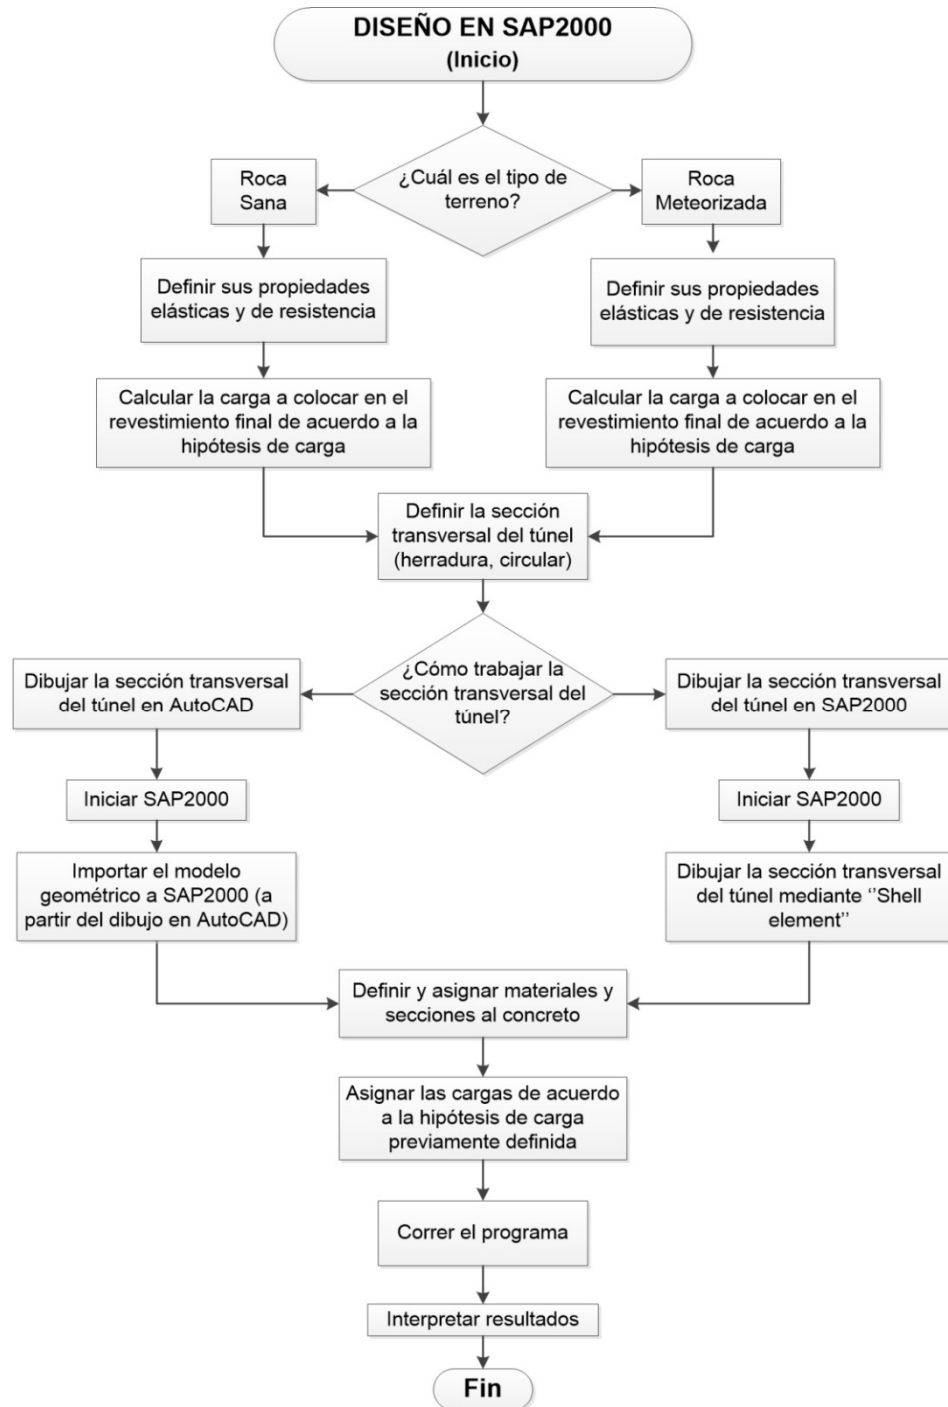 DISEÑO EN SAP2000
(Inicio)
¿Cuál es el tipo de
terreno?
Roca
Sana
Roca
Meteorizada
Definir sus propiedades
elásticas y de resistencia
Definir sus propiedades
elásticas y de resistencia
Calcular la carga a colocar en el
revestimiento final de acuerdo a la
hipótesis de carga
Calcular la carga a colocar en el
revestimiento final de acuerdo a la
hipótesis de carga
Definir la sección
transversal del túnel
(herradura, circular)
¿Cómo trabajar la
sección transversal del
túnel?
Dibujar la sección transversal
del túnel en AutoCAD
Dibujar la sección transversal
del túnel en SAP2000
Iniciar SAP2000
Iniciar SAP2000
Importar el modelo
geométrico a SAP2000 (a
partir del dibujo en AutoCAD)
Dibujar la sección transversal
del túnel mediante ‘‘Shell
element’’
Definir y asignar materiales y
secciones al concreto
Asignar las cargas de acuerdo
a la hipótesis de carga
previamente definida
Correr el programa
Interpretar resultados
Fin